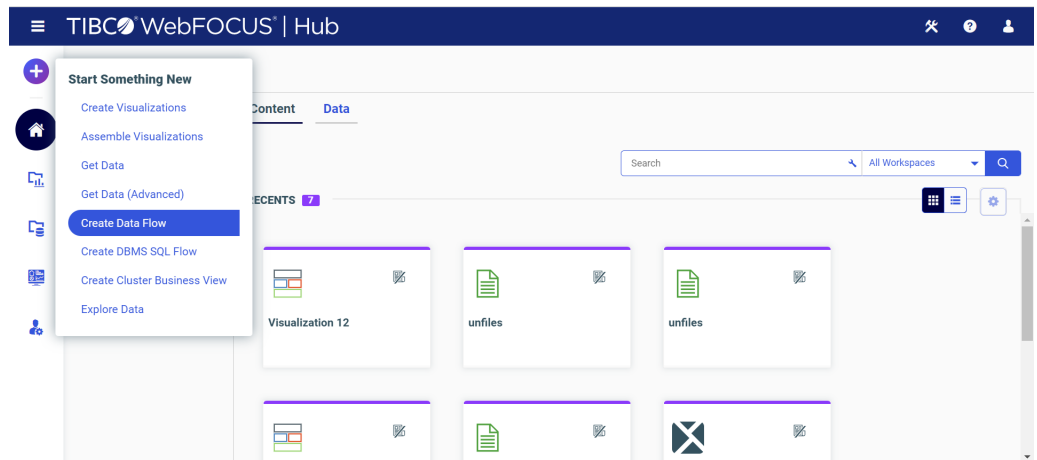 TIBCO® WebFOCUS® | Hub
Start Something New
Create Visualizations
Assemble Visualizations
Get Data
Get Data (Advanced)
Create Data Flow
Create DBMS SQL Flow
Create Cluster Business View
Explore Data
Content Data
Search All Workspaces
ECENTS 7
Visualization 12 unfiles unfiles